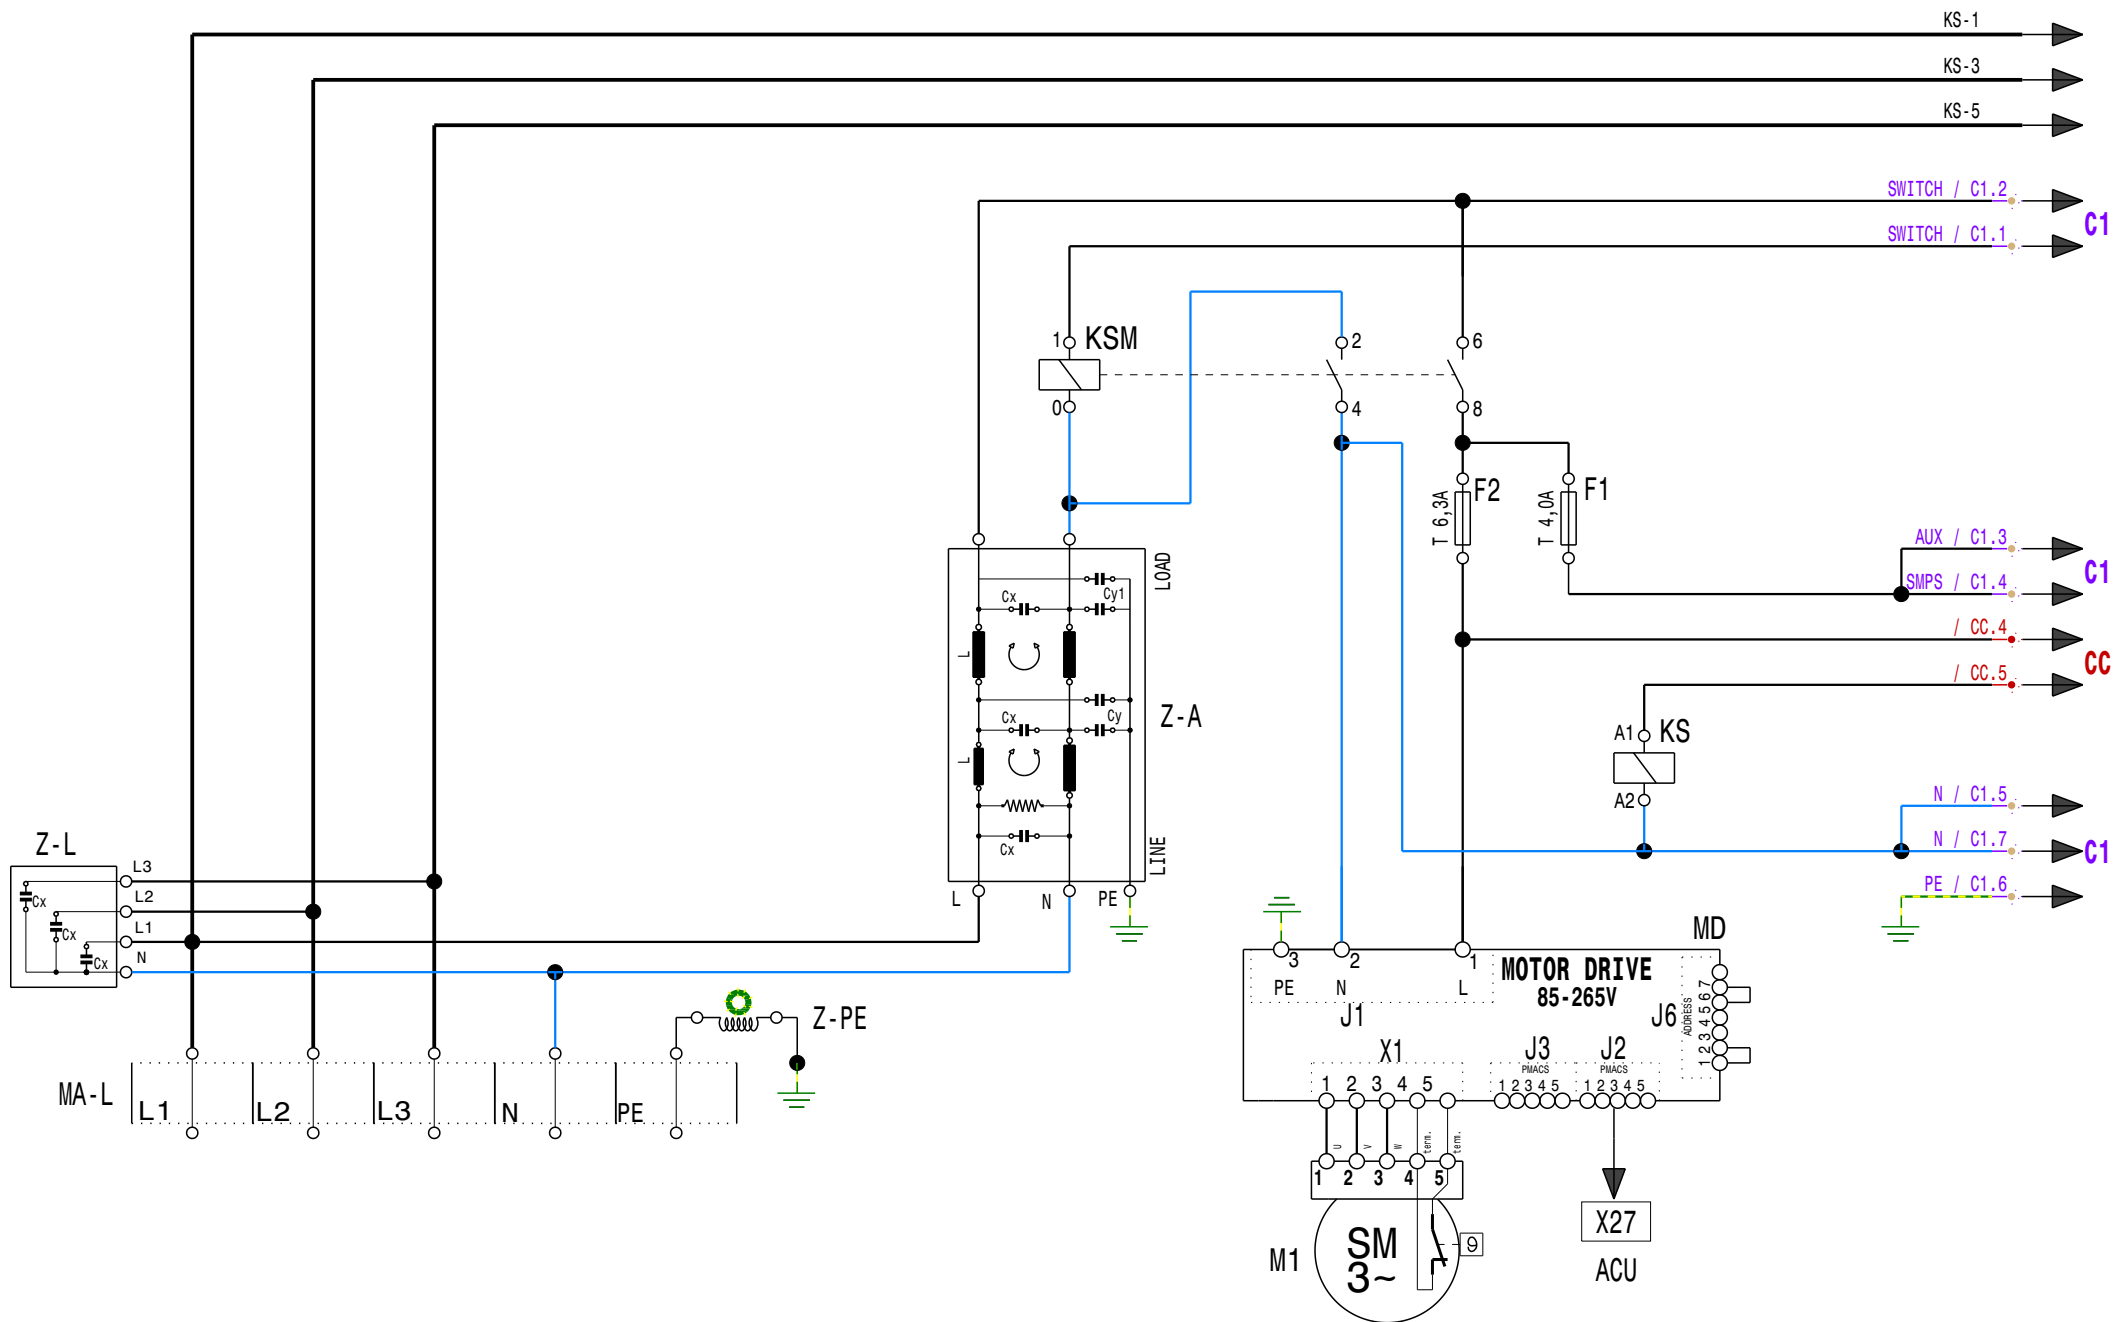 KS-1
KS-3
KS-5
SWITCH / C1.2
C1
SWITCH / C1.1
1 KSM
0
2
4
6
8
F2
T 6,3A
F1
T 4,0A
AUX / C1.3
C1
SMPS / C1.4
/ CC.4
CC
/ CC.5
LOAD
Cy1
Cx
L
Cy
Cx
L
Cx
LINE
Z-A
L
N
PE
A1 KS
A2
N / C1.5
N / C1.7
C1
PE / C1.6
Z-L
L3
L2
L1
N
Cx
Cx
Cx
Z-PE
MA-L
L1
L2
L3
N
PE
MD
3
2
1
PE
N
L
J1
MOTOR DRIVE
85-265V
J6
ADDRESS
1 2 3 4 5 6 7
X1
1 2 3 4 5
J3
PMACS
1 2 3 4 5
J2
PMACS
1 2 3 4 5
U
V
W
term.
term.
1 2 3 4 5
M1
SM
3~
9
X27
ACU